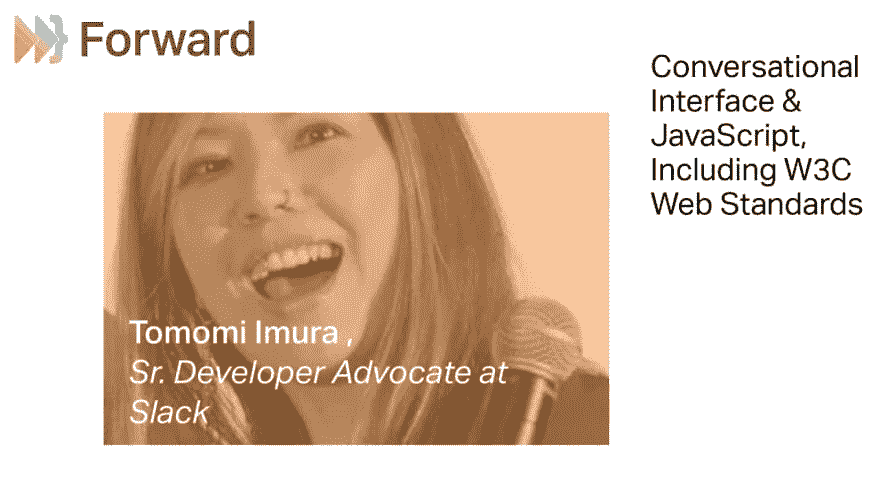 Forward
Conversational
Interface &
JavaScript,
Including W3C
Web Standards
Tomomi Imura ,
Sr. Developer Advocate at
Slack